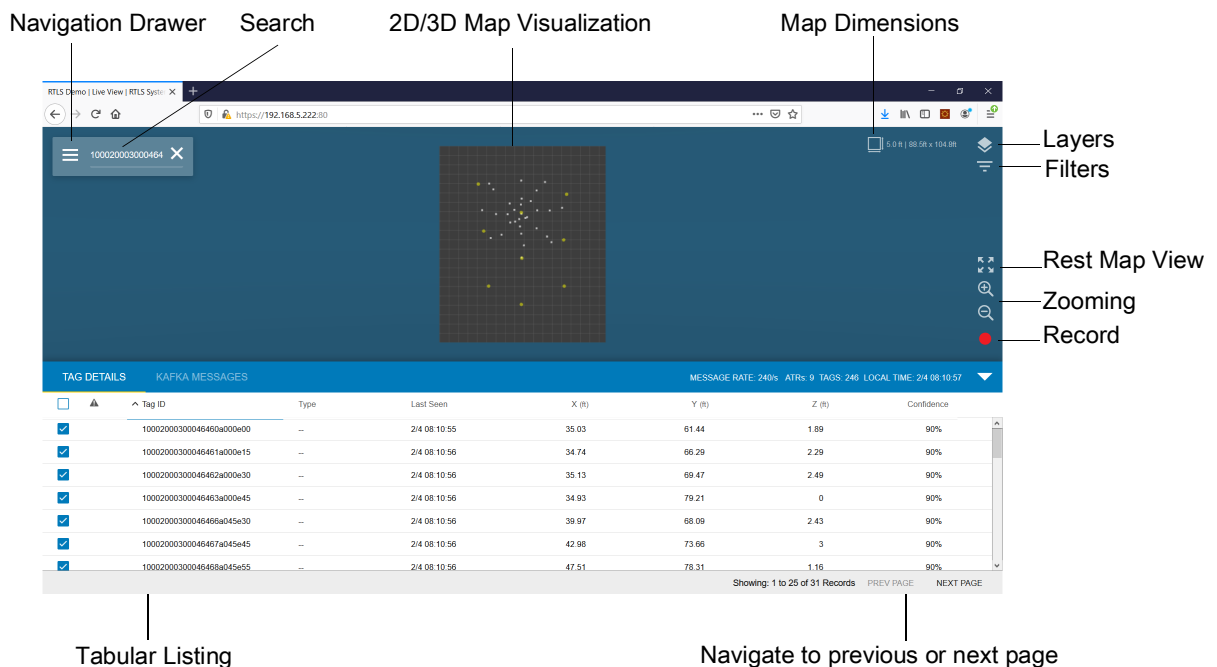 Navigation Drawer Search 2D/3D Map Visualization Map Dimensions
RTLS Demo | Live View | RTLS Syste
https://192.168.5.222:80
100020003000464
5.0 ft | 88.5ft x 104.8ft
Layers
Filters
Rest Map View
Zooming
Record
TAG DETAILS KAFKA MESSAGES MESSAGE RATE: 240/s ATRs: 9 TAGS: 246 LOCAL TIME: 2/4 08:10:57
Tag ID Type Last Seen X (ft) Y (ft) Z (ft) Confidence
10002000300046460a000e00 -- 2/4 08:10:55 35.03 61.44 1.89 90%
10002000300046461a000e15 -- 2/4 08:10:56 34.74 66.29 2.29 90%
10002000300046462a000e30 -- 2/4 08:10:56 35.13 69.47 2.49 90%
10002000300046463a000e45 -- 2/4 08:10:56 34.93 79.21 0 90%
10002000300046466a045e30 -- 2/4 08:10:56 39.97 68.09 2.43 90%
10002000300046467a045e45 -- 2/4 08:10:56 42.98 73.66 3 90%
10002000300046468a045e55 -- 2/4 08:10:56 47.51 78.31 1.16 90%
Showing: 1 to 25 of 31 Records PREV PAGE NEXT PAGE
Tabular Listing Navigate to previous or next page